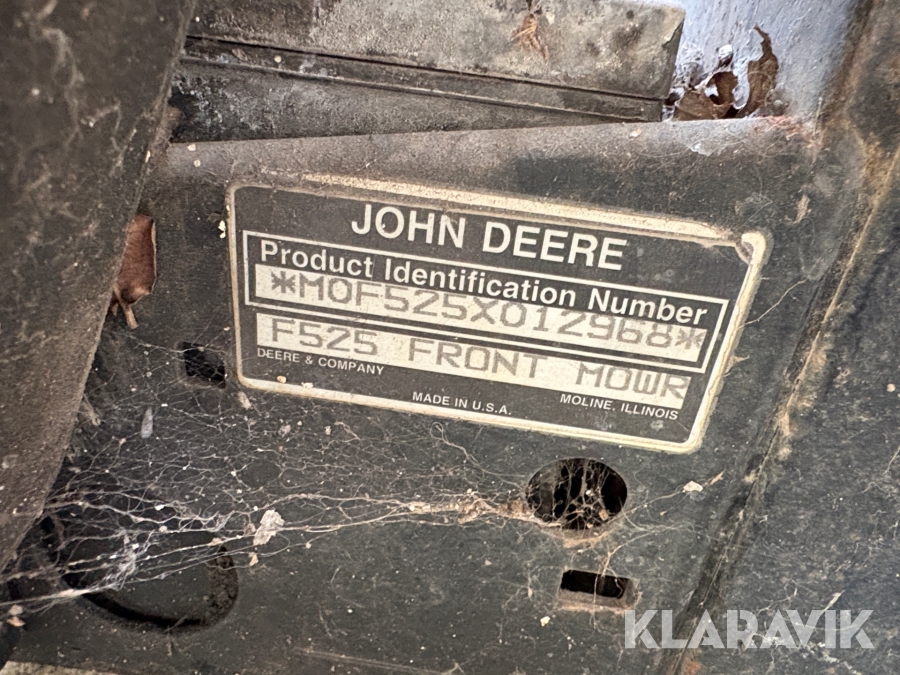 JOHN DEERE
Product Identification Number
*M0F525X012968*
F525 FRONT MOWR
DEERE & COMPANY
MADE IN U.S.A.
MOLINE, ILLINOIS
KLARAVIK